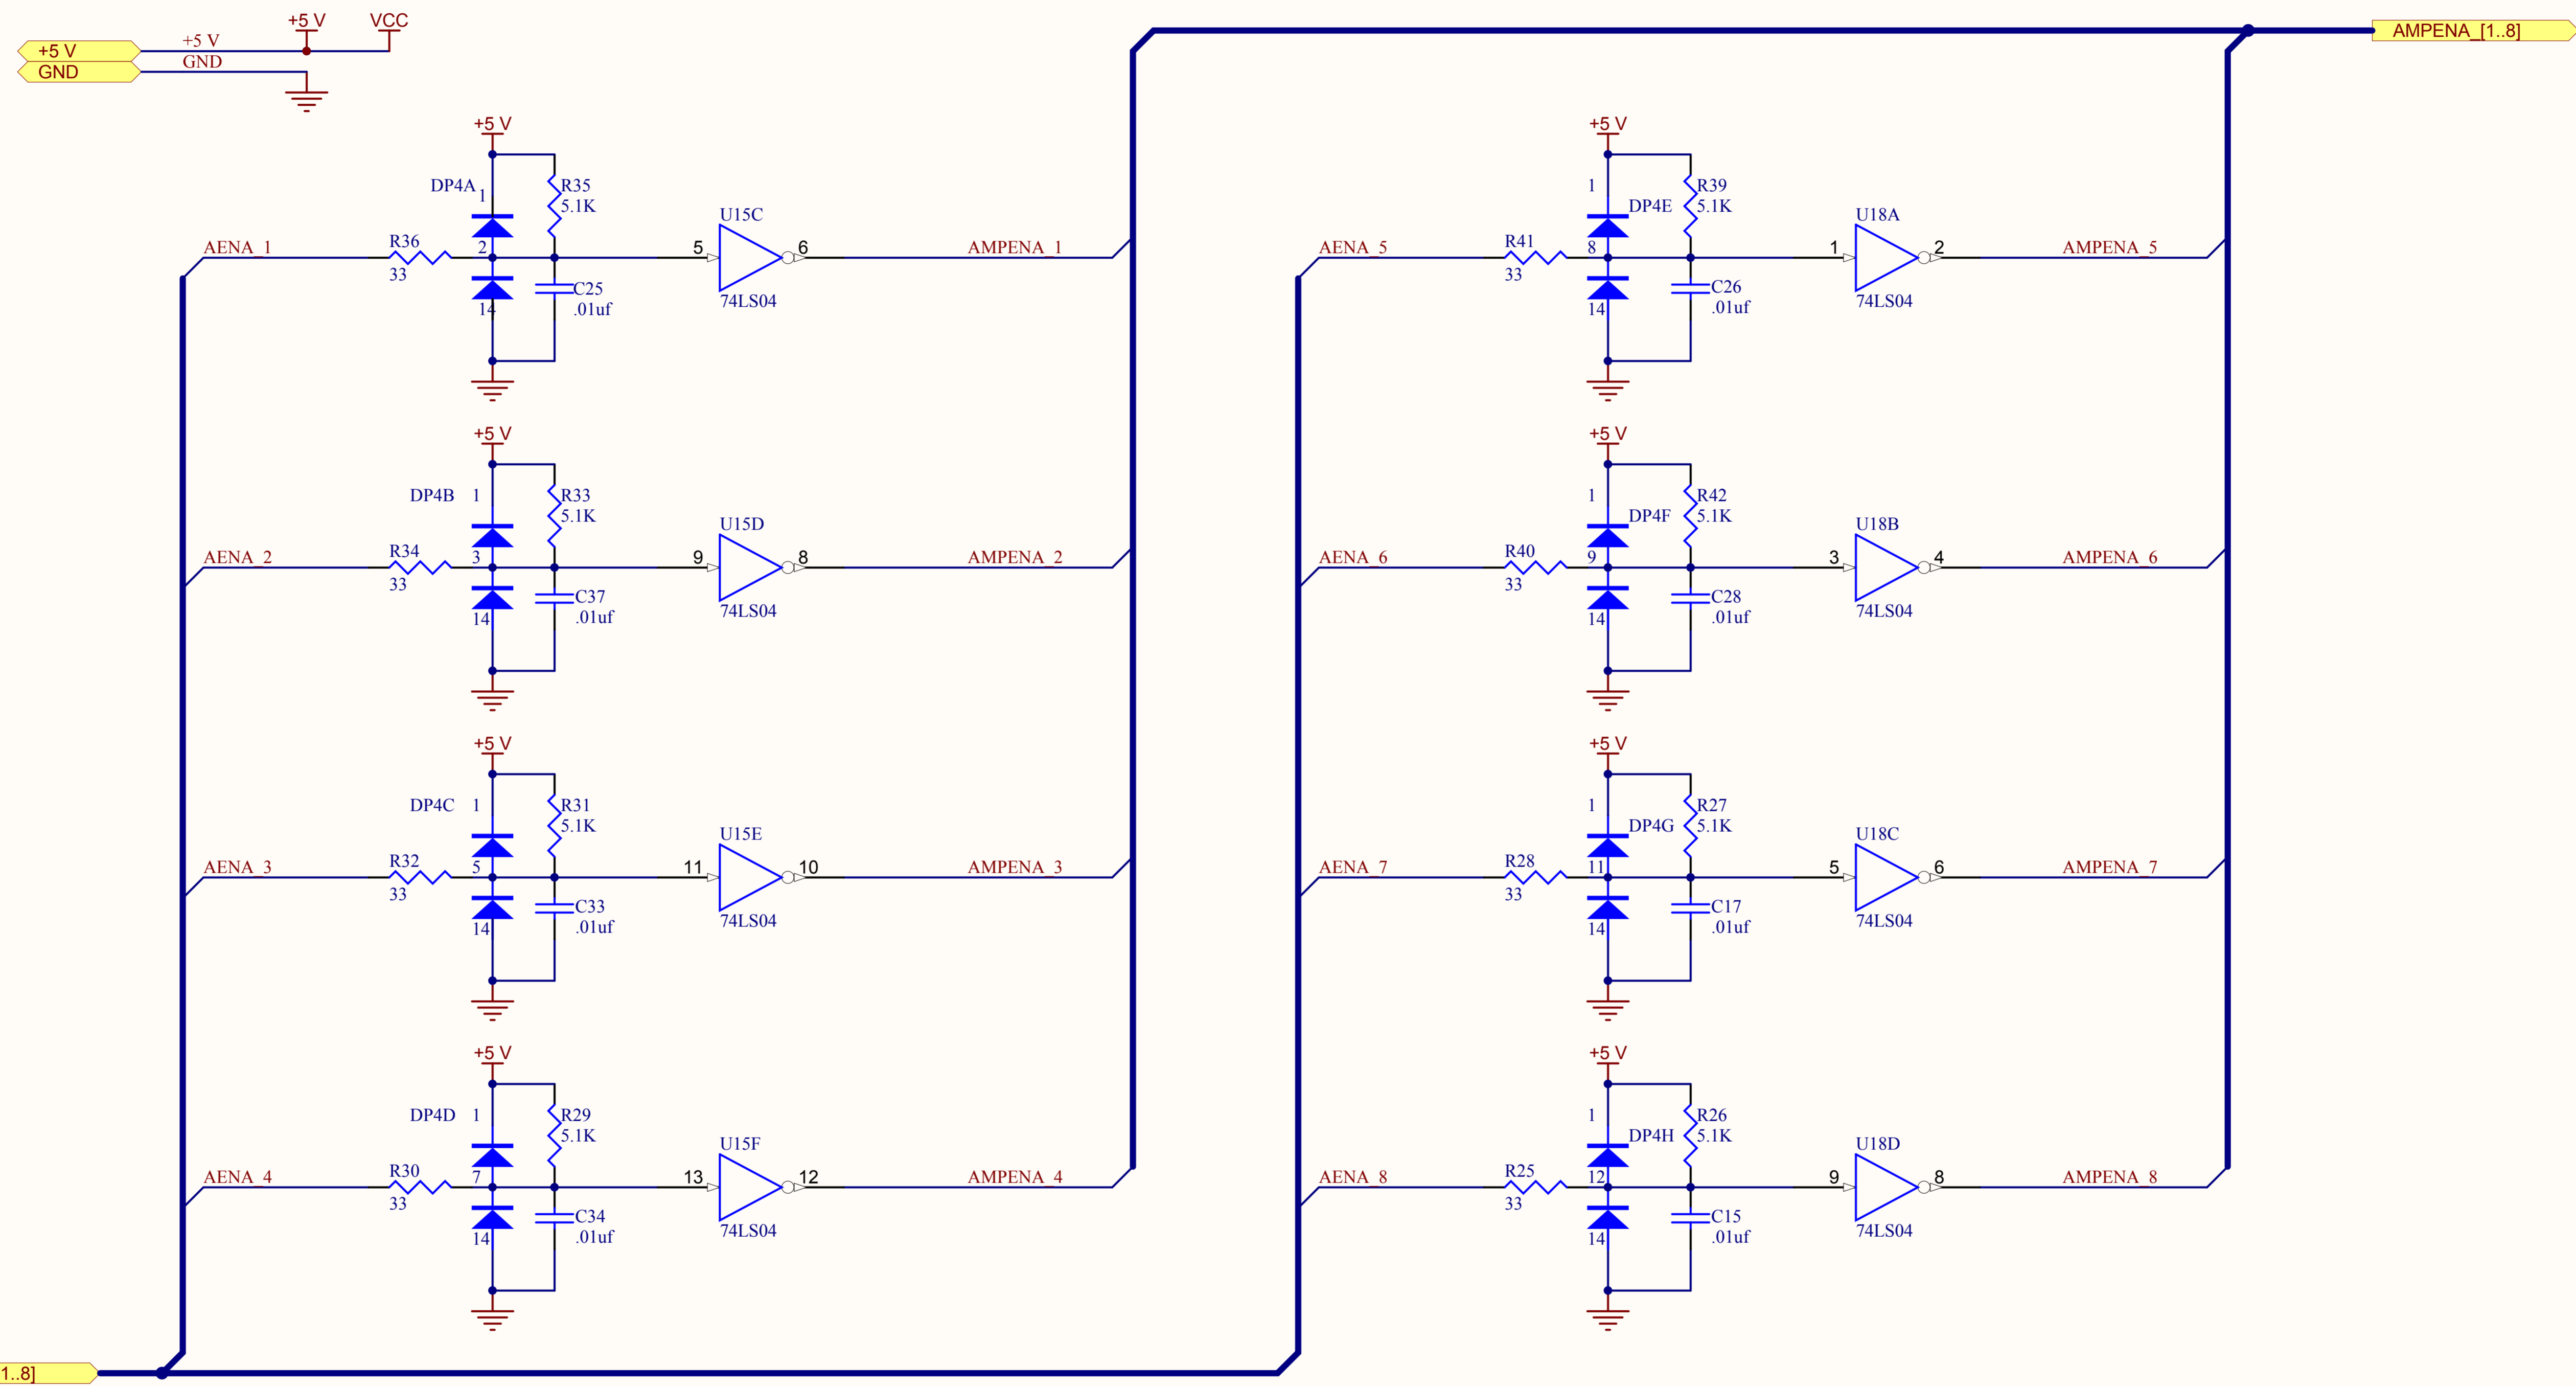 +5 V
VCC
+5 V
+5 V
GND
GND
AMPENA_[1..8]
+5 V
DP4A
1
R35
5.1K
U15C
AENA_1
R36
33
2
5
6
AMPENA_1
14
C25
.01uf
74LS04
+5 V
1
R39
5.1K
DP4E
U18A
AENA_5
R41
33
8
1
2
AMPENA_5
14
C26
.01uf
74LS04
+5 V
DP4B
1
R33
5.1K
U15D
AENA_2
R34
33
3
9
8
AMPENA_2
14
C37
.01uf
74LS04
+5 V
1
R42
5.1K
DP4F
U18B
AENA_6
R40
33
9
3
4
AMPENA_6
14
C28
.01uf
74LS04
+5 V
DP4C
1
R31
5.1K
U15E
AENA_3
R32
33
5
11
10
AMPENA_3
14
C33
.01uf
74LS04
+5 V
1
R27
5.1K
DP4G
U18C
AENA_7
R28
33
11
5
6
AMPENA_7
14
C17
.01uf
74LS04
+5 V
DP4D
1
R29
5.1K
U15F
AENA_4
R30
33
7
13
12
AMPENA_4
14
C34
.01uf
74LS04
+5 V
1
R26
5.1K
DP4H
U18D
AENA_8
R25
33
12
9
8
AMPENA_8
14
C15
.01uf
74LS04
1..8]